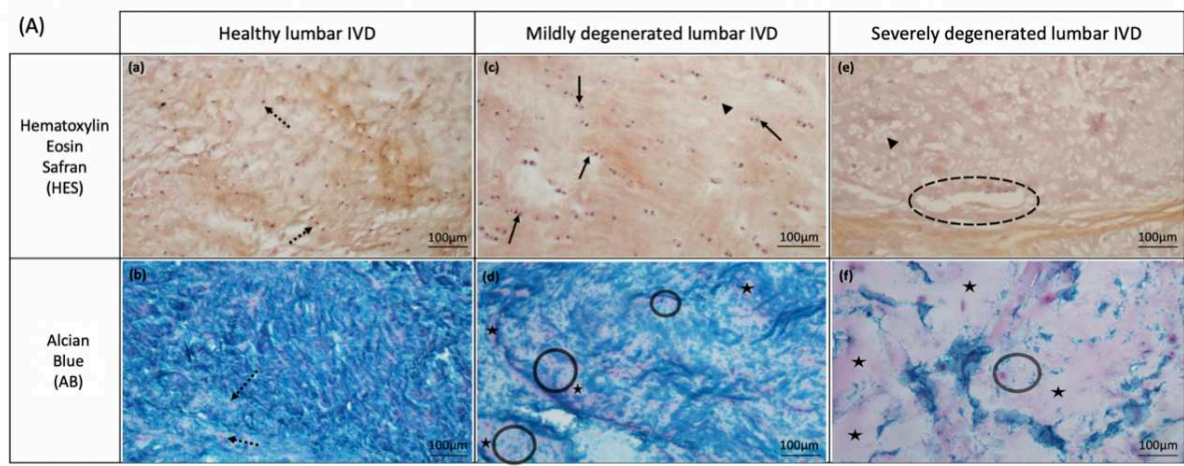 (A)
Healthy lumbar IVD
Mildly degenerated lumbar IVD
Severely degenerated lumbar IVD
Hematoxylin
Eosin
Safran
(HES)
(a)
100μm
(c)
100μm
(e)
100μm
Alcian
Blue
(AB)
(b)
100μm
(d)
100μm
(f)
100μm